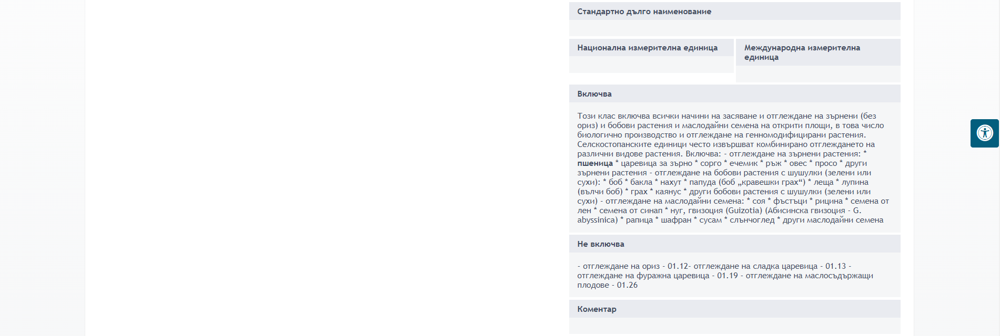 Стандартно дълго наименование
Национална измерителна единица
Международна измерителна
единица
Включва
Този клас включва всички начини на засяване и отглеждане на зърнени (без
ориз) и бобови растения и маслодайни семена на открити площи, в това число
биологично производство и отглеждане на генномодифицирани растения.
Селскостопанските единици често извършват комбинирано отглеждането на
различни видове растения. Включва: - отглеждане на зърнени растения: *
пшеница * царевица за зърно * сорго * ечемик * ръж * овес * просо * други
зърнени растения - отглеждане на бобови растения с шушулки (зелени или
сухи): * боб * бакла * нахут * папуда (боб „кравешки грах“) * леща * лупина
(вълчи боб) * грах * каянус * други бобови растения с шушулки (зелени или
сухи) - отглеждане на маслодайни семена: * соя * фъстъци * рицина * семена от
лен * семена от синап * нуг, гвизоция (Guizotia) (Абисинска гвизоция - G.
abyssinica) * рапица * шафран * сусам * слънчоглед * други маслодайни семена
Не включва
- отглеждане на ориз - 01.12- отглеждане на сладка царевица - 01.13 -
отглеждане на фуражна царевица - 01.19 - отглеждане на маслосъдържащи
плодове - 01.26
Коментар